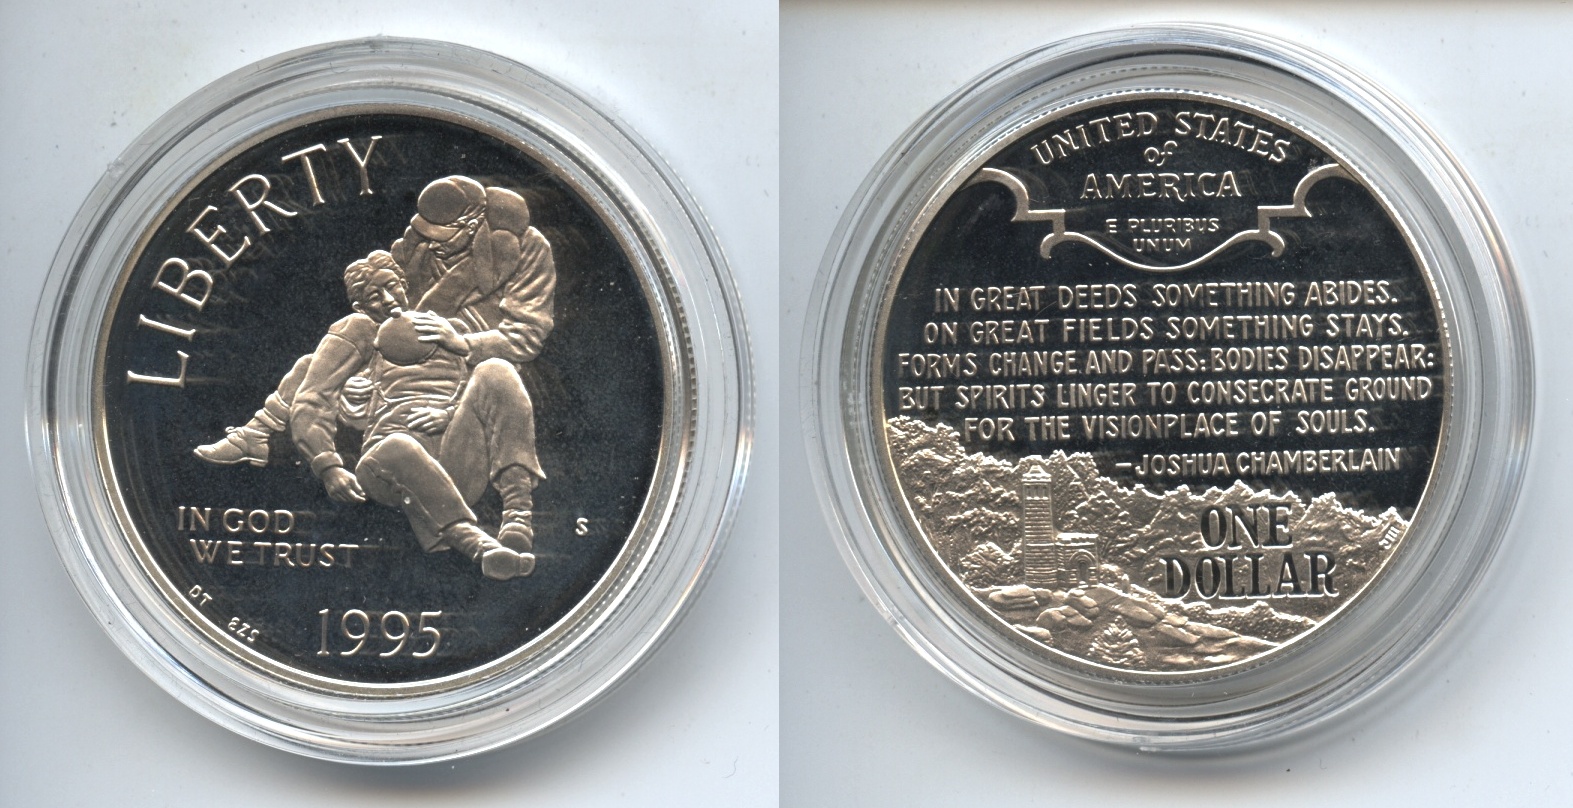 LIBERTY
IN GOD
WE TRUST
S
DT
EZS
1995
UNITED STATES
of
AMERICA
E PLURIBUS
UNUM
IN GREAT DEEDS SOMETHING ABIDES.
ON GREAT FIELDS SOMETHING STAYS.
FORMS CHANGE AND PASS: BODIES DISAPPEAR:
BUT SPIRITS LINGER TO CONSECRATE GROUND
FOR THE VISIONPLACE OF SOULS.
–JOSHUA CHAMBERLAIN
ONE
DOLLAR